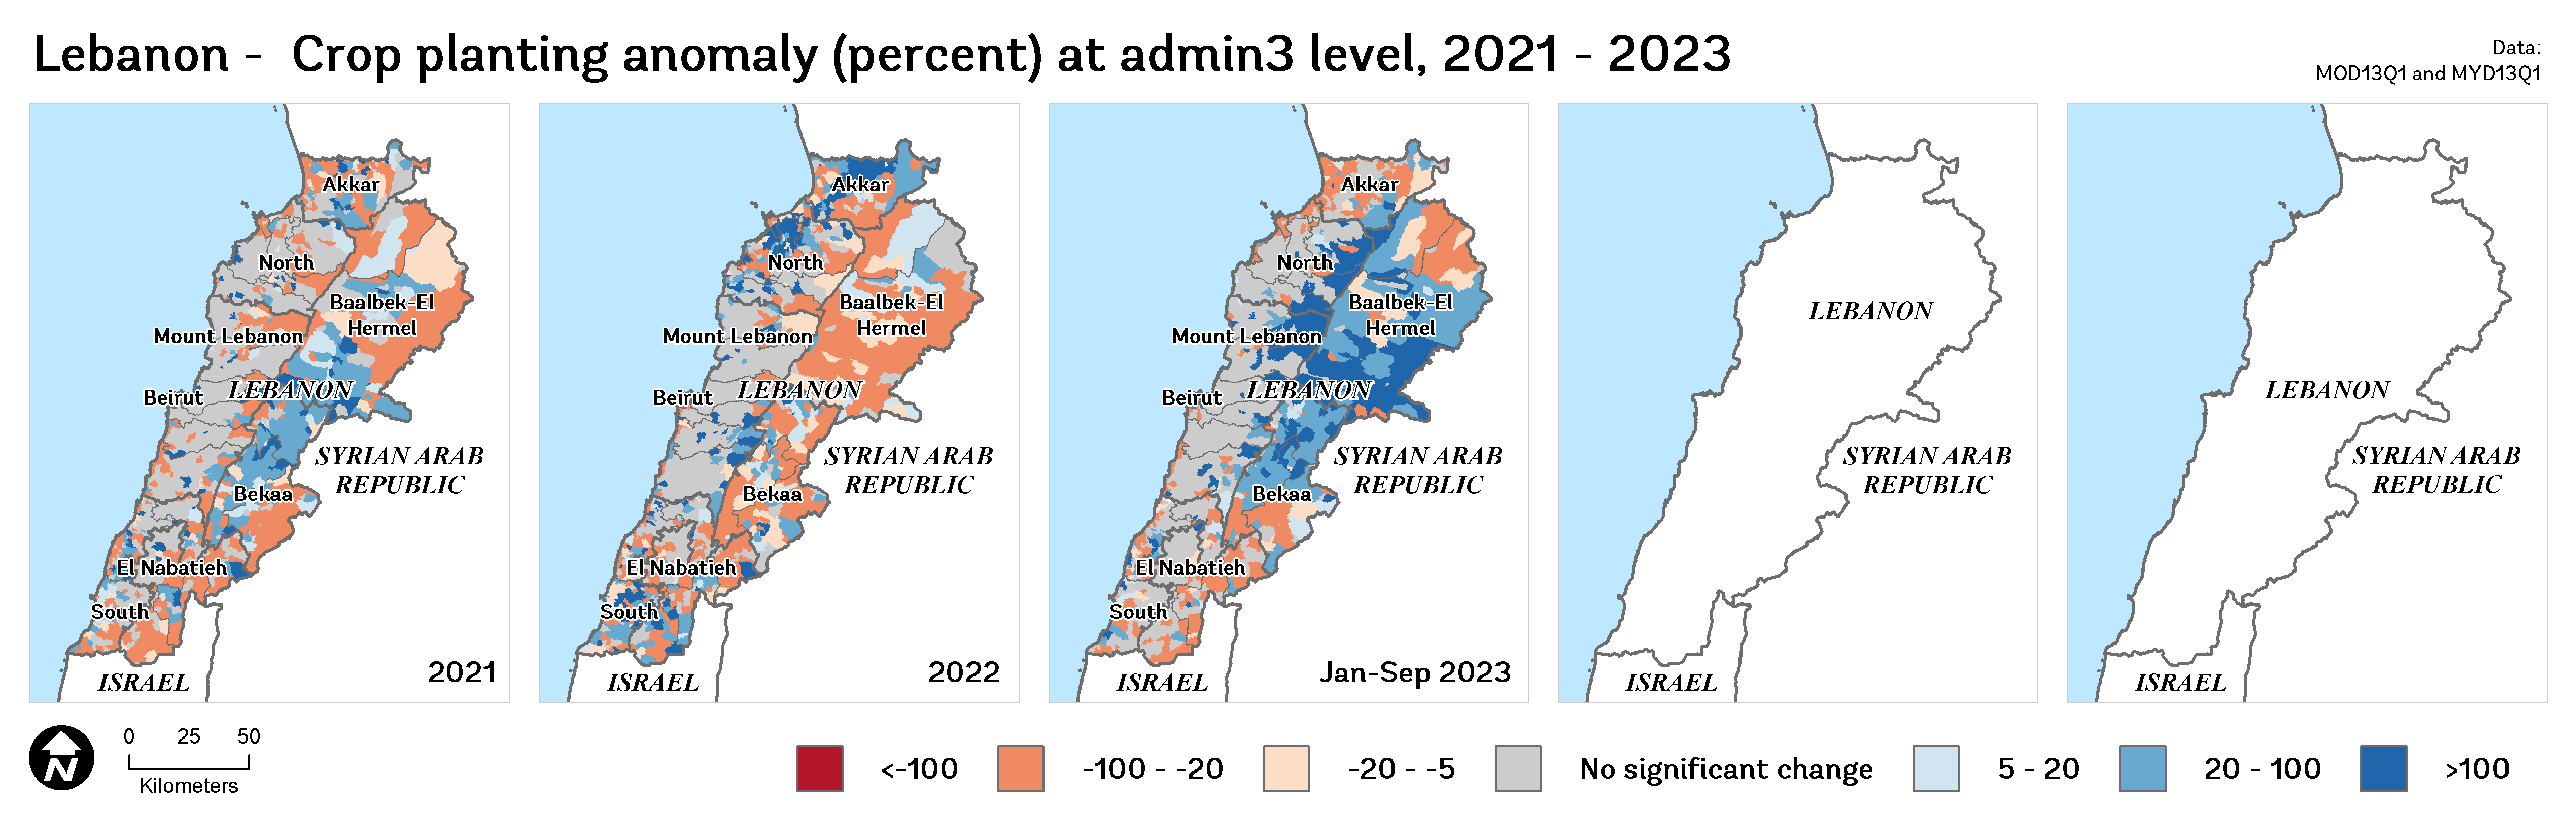 Lebanon - Crop planting anomaly (percent) at admin3 level, 2021 - 2023
Data:
MOD13Q1 and MYD13Q1
Akkar
North
Baalbek-El
Hermel
Mount Lebanon
Beirut
LEBANON
SYRIAN ARAB
REPUBLIC
Bekaa
El Nabatieh
South
ISRAEL
2021
Akkar
North
Baalbek-El
Hermel
Mount Lebanon
Beirut
LEBANON
SYRIAN ARAB
REPUBLIC
Bekaa
El Nabatieh
South
ISRAEL
2022
Akkar
North
Baalbek-El
Hermel
Mount Lebanon
Beirut
LEBANON
SYRIAN ARAB
REPUBLIC
Bekaa
El Nabatieh
South
ISRAEL
Jan-Sep 2023
LEBANON
SYRIAN ARAB
REPUBLIC
ISRAEL
LEBANON
SYRIAN ARAB
REPUBLIC
ISRAEL
N
0 25 50
Kilometers
<-100
-100 - -20
-20 - -5
No significant change
5 - 20
20 - 100
>100